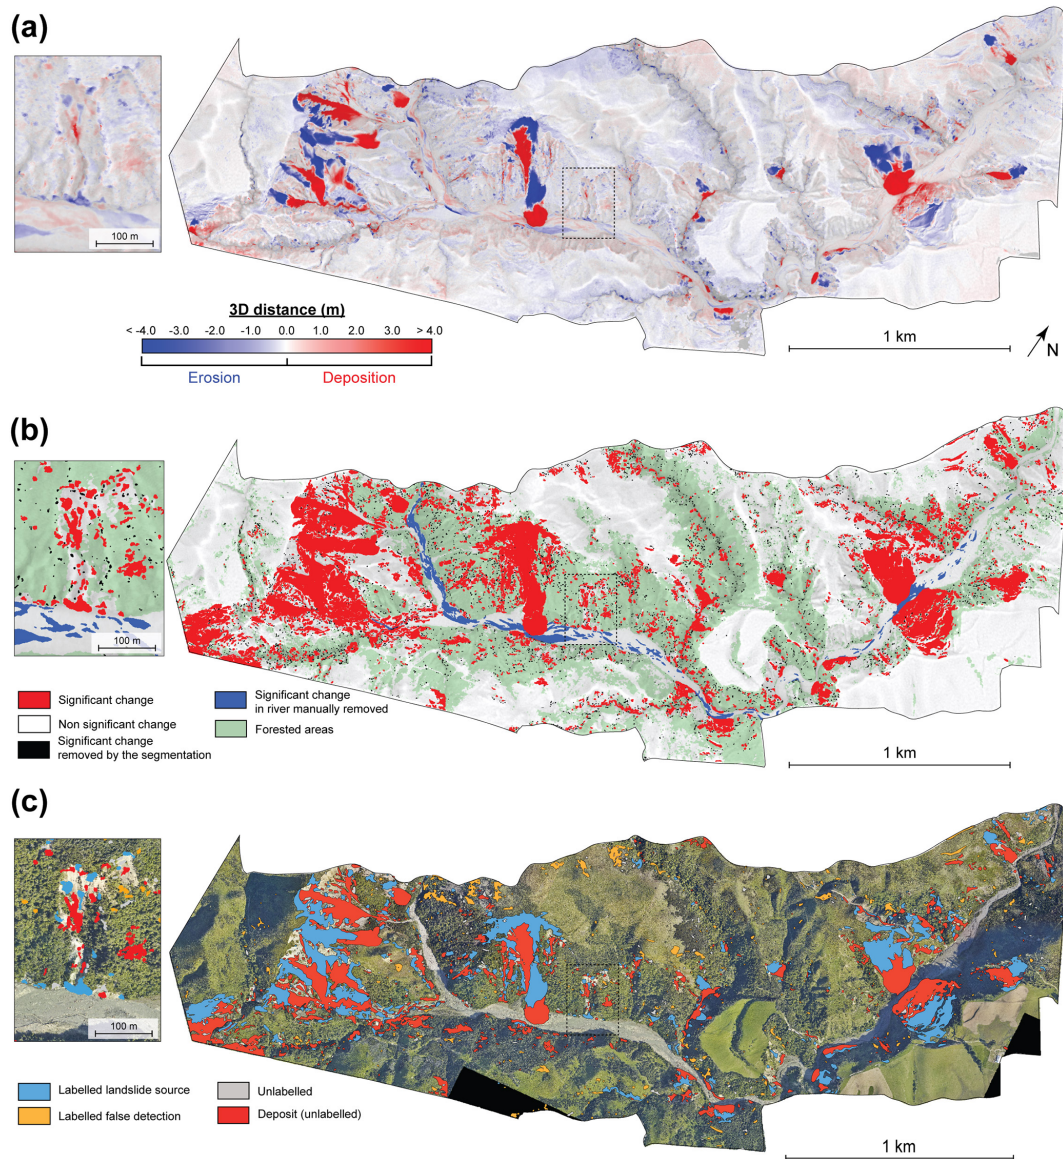 (a)
100 m
3D distance (m)
< -4.0 -3.0 -2.0 -1.0 0.0 1.0 2.0 3.0 > 4.0
Erosion Deposition
1 km
N
(b)
100 m
Significant change
Non significant change
Significant change
removed by the segmentation
Significant change
in river manually removed
Forested areas
1 km
(c)
100 m
Labelled landslide source
Labelled false detection
Unlabelled
Deposit (unlabelled)
1 km